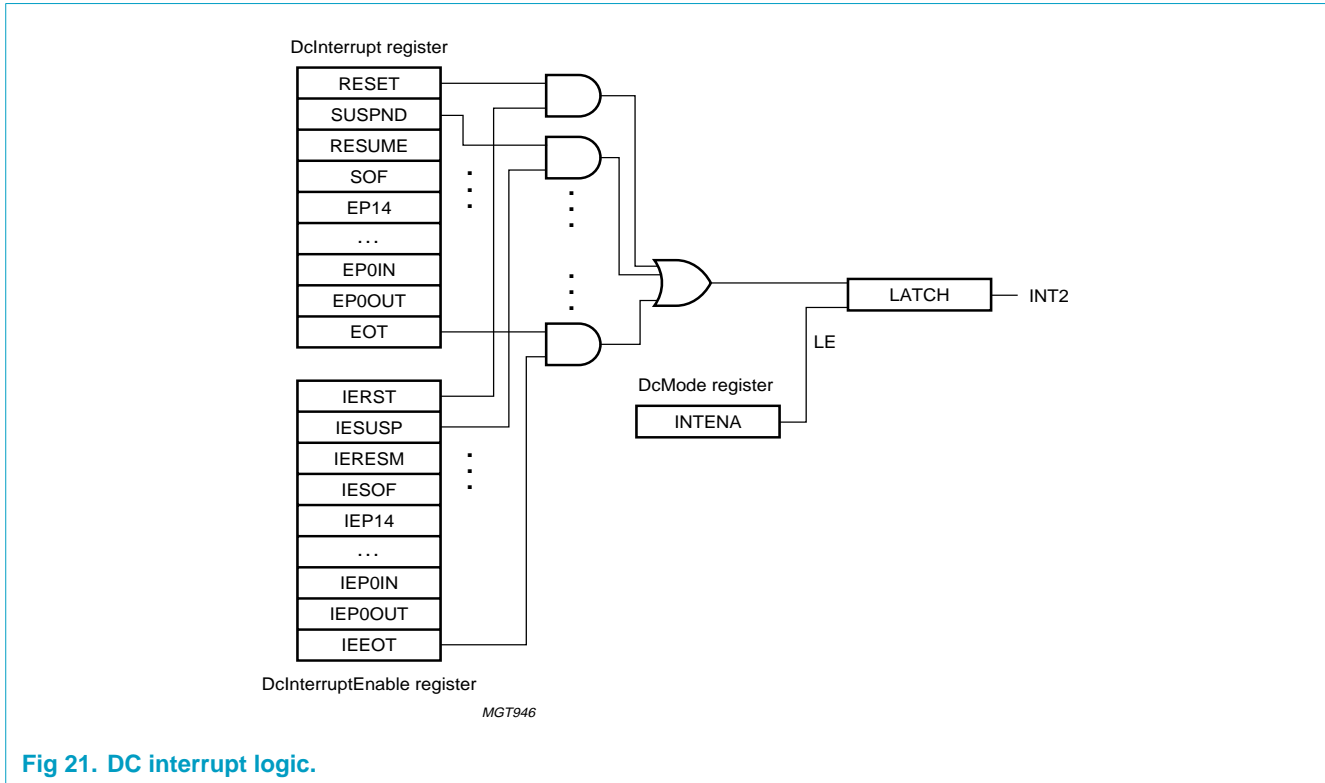 DcInterrupt register
RESET
SUSPND
RESUME
SOF
EP14
...
EP0IN
EP0OUT
EOT
IERST
IESUSP
IERESM
IESOF
IEP14
...
IEP0IN
IEP0OUT
IEEOT
DcInterruptEnable register
LATCH
INT2
LE
DcMode register
INTENA
MGT946
Fig 21. DC interrupt logic.